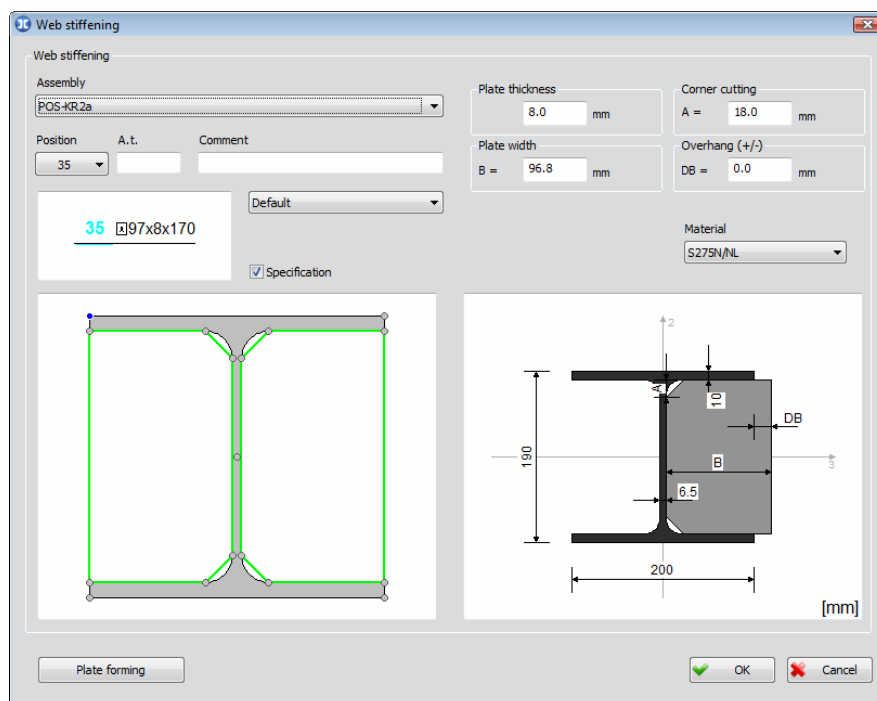 Web stiffening
Web stiffening
Assembly
POS-KR2a
Position A.t. Comment
35
35 97x8x170
Default
Specification
Plate thickness
8.0 mm
Corner cutting
A = 18.0 mm
Plate width
B = 96.8 mm
Overhang (+/-)
DB = 0.0 mm
Material
S275N/NL
2
A
10
DB
190
B
3
6.5
200
[mm]
Plate forming
OK
Cancel